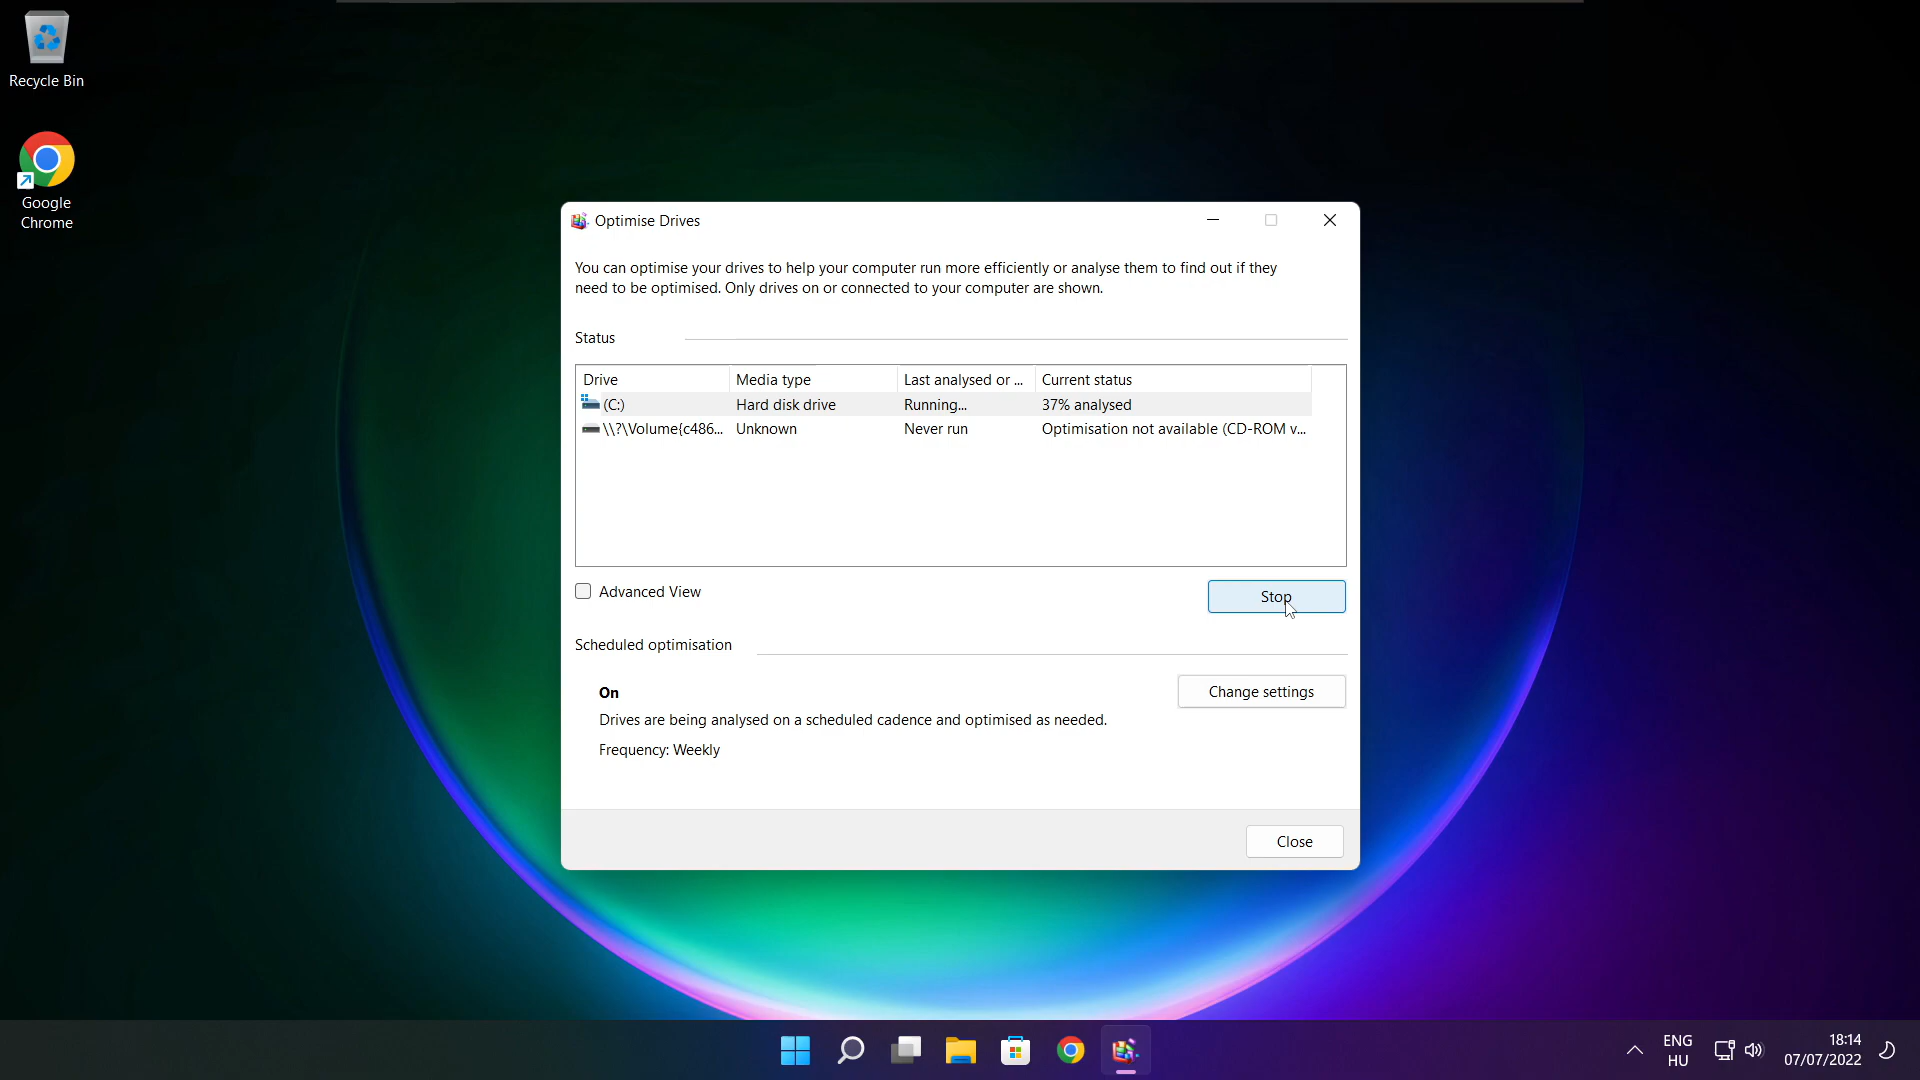 Recycle Bin
Google
Chrome
Optimise Drives
You can optimise your drives to help your computer run more efficiently or analyse them to find out if they
need to be optimised. Only drives on or connected to your computer are shown.
Status
Drive Media type Last analysed or ... Current status
(C:) Hard disk drive Running... 37% analysed
\\?\Volume{c486... Unknown Never run Optimisation not available (CD-ROM v...
Advanced View
Stop
Scheduled optimisation
On
Change settings
Drives are being analysed on a scheduled cadence and optimised as needed.
Frequency: Weekly
Close
ENG
HU
18:14
07/07/2022